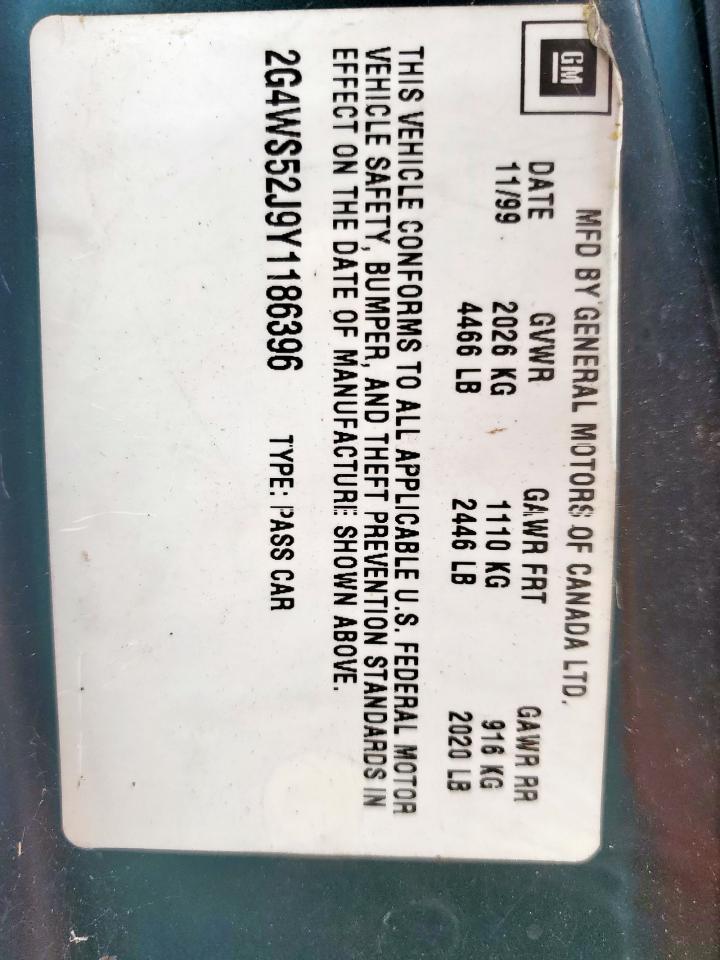 GM
MFD BY GENERAL MOTORS OF CANADA LTD.
DATE GVWR GAWR FRT GAWR RR
11/99 2026 KG 1110 KG 916 KG
4466 LB 2446 LB 2020 LB
THIS VEHICLE CONFORMS TO ALL APPLICABLE U.S. FEDERAL MOTOR
VEHICLE SAFETY, BUMPER, AND THEFT PREVENTION STANDARDS IN
EFFECT ON THE DATE OF MANUFACTURE SHOWN ABOVE.
2G4WS52J9Y1186396 TYPE: PASS CAR